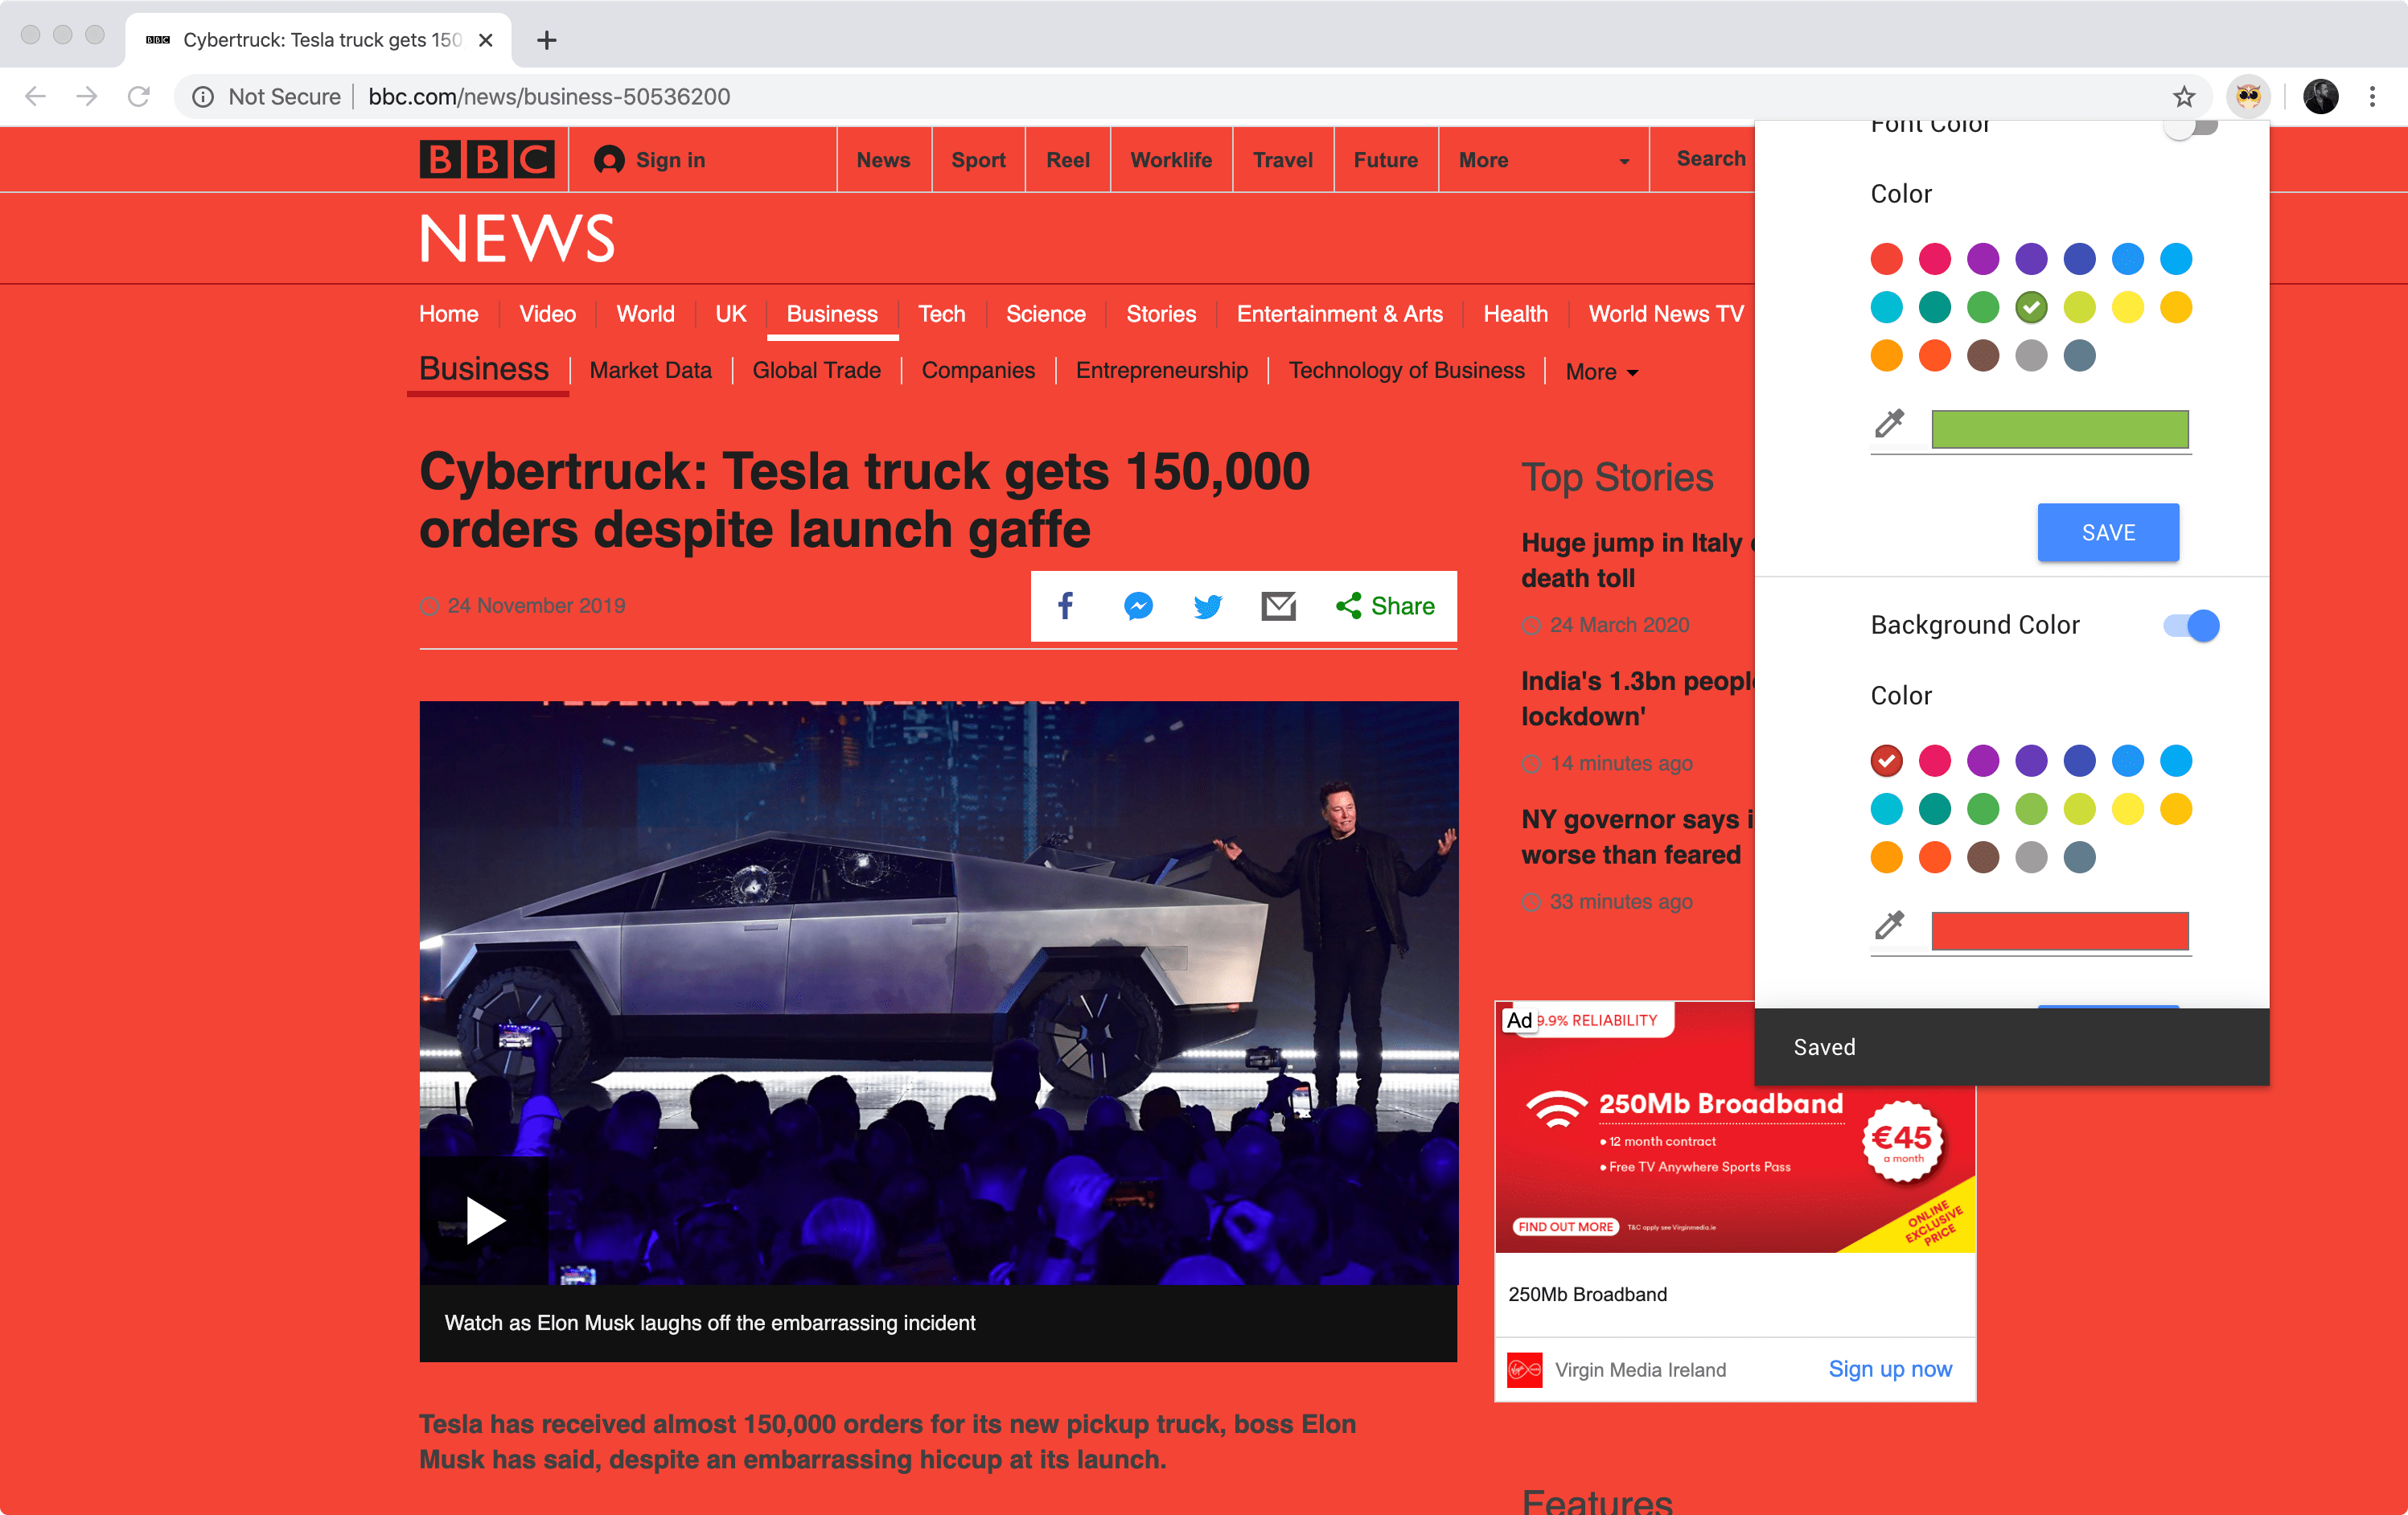 BBC Cybertruck: Tesla truck gets 150
Not Secure
bbc.com/news/business-50536200
BBC
Sign in
News
Sport
Reel
Worklife
Travel
Future
More
Search
NEWS
Home
Video
World
UK
Business
Tech
Science
Stories
Entertainment & Arts
Health
World News TV
Business
Market Data
Global Trade
Companies
Entrepreneurship
Technology of Business
More
Cybertruck: Tesla truck gets 150,000
orders despite launch gaffe
24 November 2019
Share
Watch as Elon Musk laughs off the embarrassing incident
Tesla has received almost 150,000 orders for its new pickup truck, boss Elon
Musk has said, despite an embarrassing hiccup at its launch.
Top Stories
Huge jump in Italy
death toll
24 March 2020
India's 1.3bn people
lockdown'
14 minutes ago
NY governor says
worse than feared
33 minutes ago
Ad
9.9% RELIABILITY
250Mb Broadband
• 12 month contract
• Free TV Anywhere Sports Pass
€45
a month
FIND OUT MORE
T&C apply see Virginmedia.ie
ONLINE
EXCLUSIVE
PRICE
250Mb Broadband
Virgin Media Ireland
Sign up now
Features
Font Color
Color
SAVE
Background Color
Color
Saved